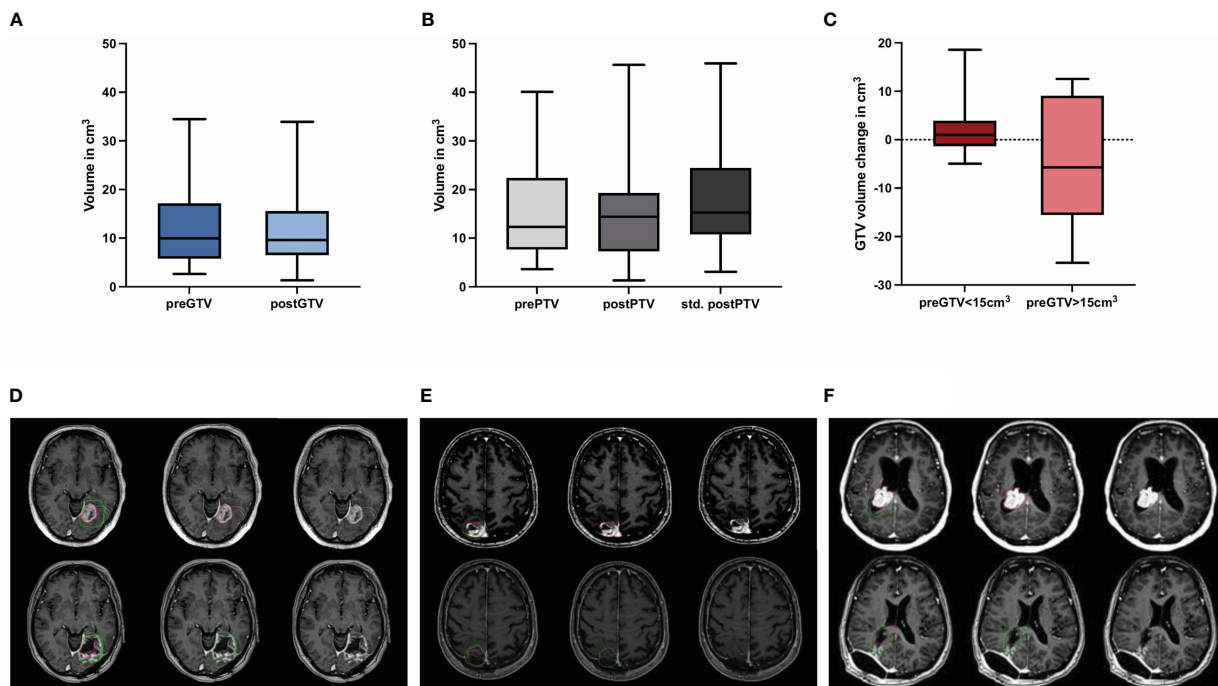 A
Volume in cm³
50
40
30
20
10
0
preGTV
postGTV
B
Volume in cm³
50
40
30
20
10
0
prePTV
postPTV
std. postPTV
C
GTV volume change in cm³
20
10
0
-10
-20
-30
preGTV<15cm³
preGTV>15cm³
D
E
F